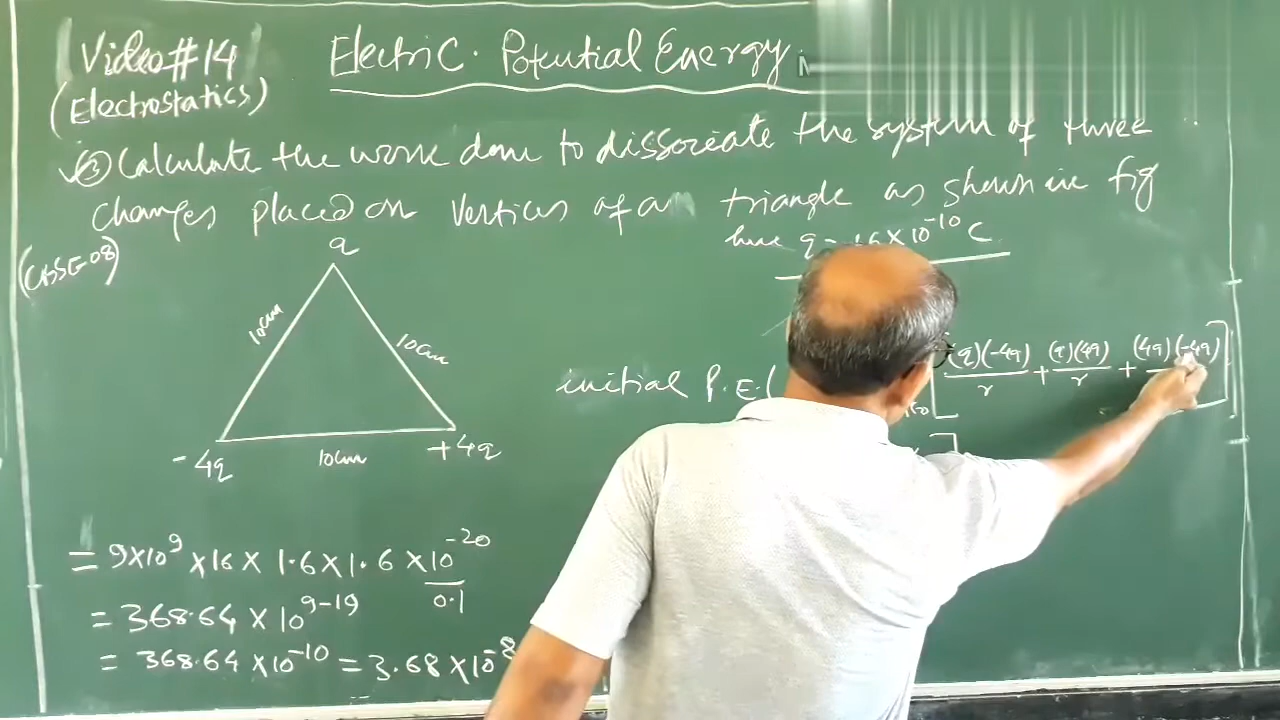 Video#14
(Electrostatics)
Electric. Potential Energy
③ Calculate the work done to dissociate the system of three
charges placed on vertices of a triangle as shown in fig
here q = 1.6×10⁻¹⁰ C
(CBSE-08)
q
10cm
10cm
-4q
10cm
+4q
initial P.E.(
[(q)(-4q)/r + (q)(4q)/r + (4q)(-4q)]
= 9×10⁹ ×16× 1.6×1.6 ×10⁻²⁰/0.1
= 368.64 × 10⁹⁻¹⁹
= 368.64 ×10⁻¹⁰ = 3.68×10⁻⁸